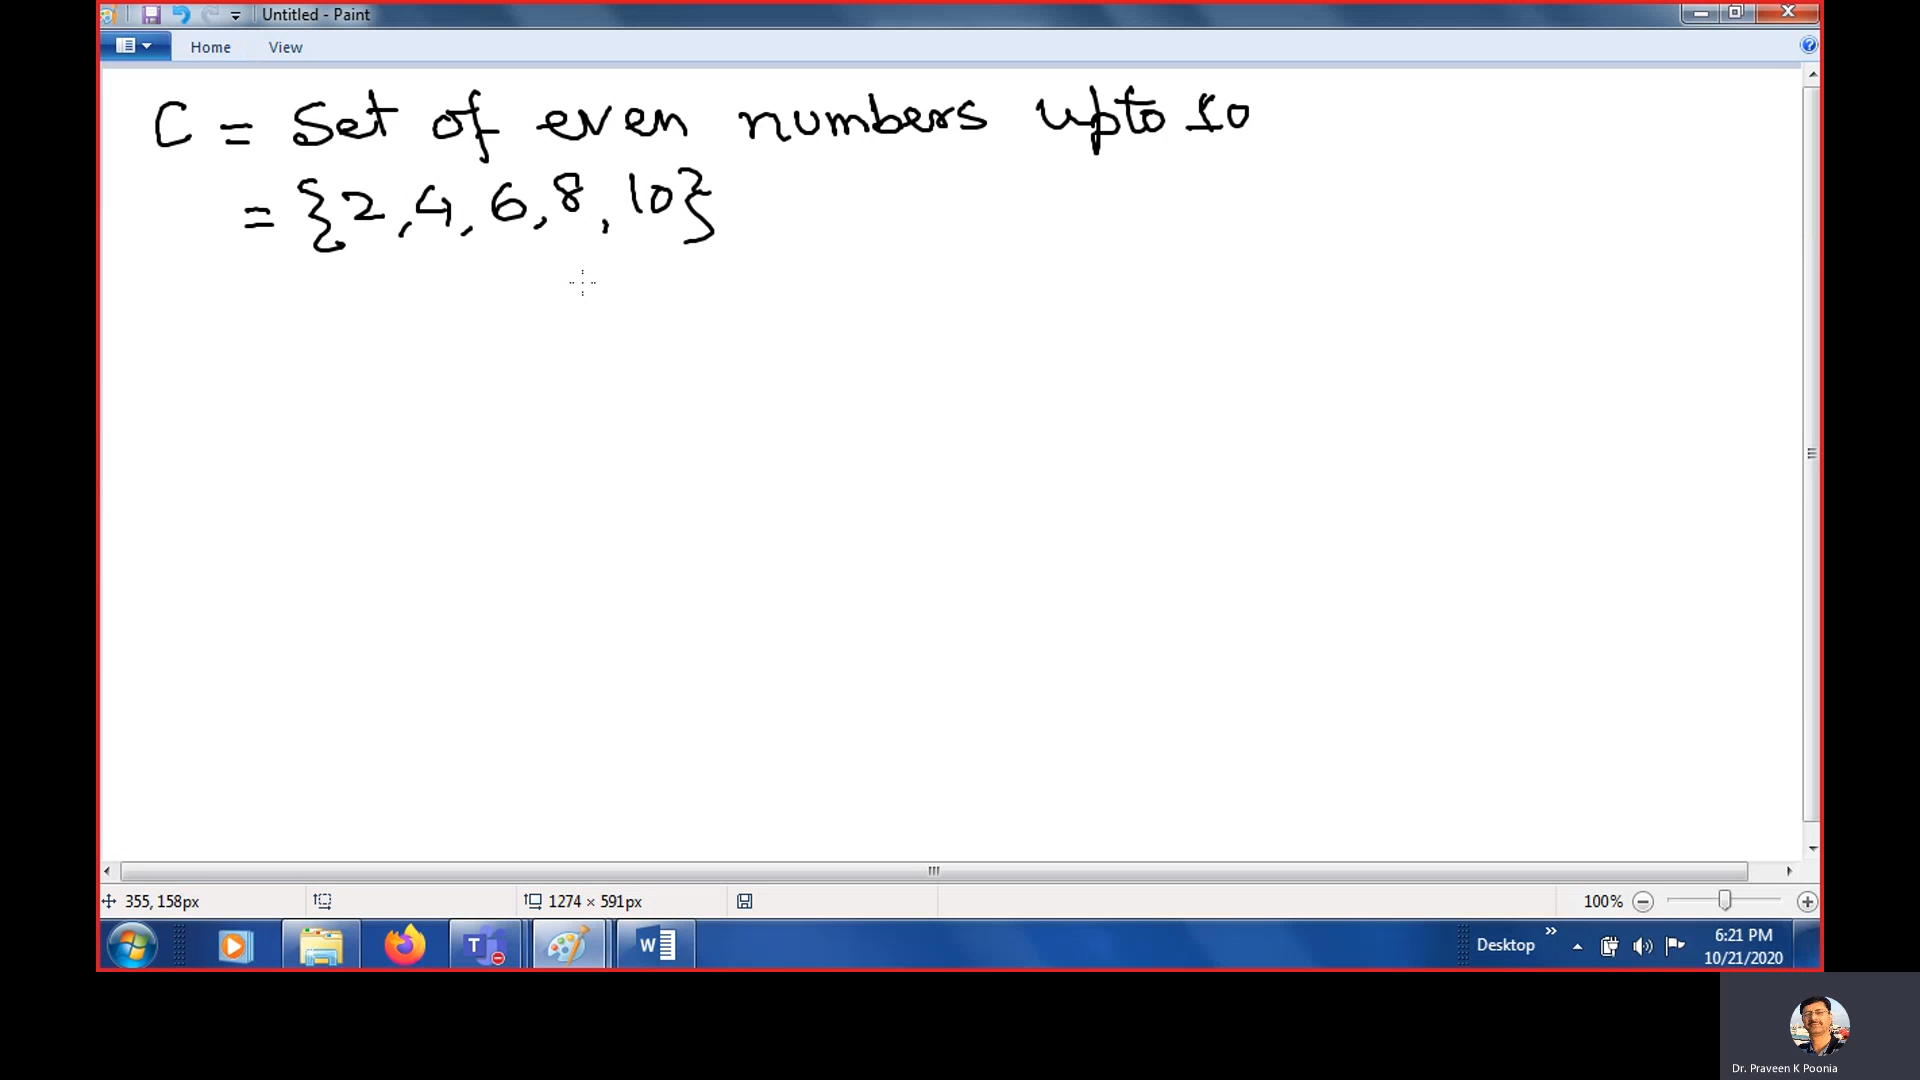 Untitled - Paint
Home View
C = Set of even numbers upto 10
= {2, 4, 6, 8, 10}
355, 158px
1274 × 591px
100%
Desktop
6:21 PM
10/21/2020
Dr. Praveen K Poonia